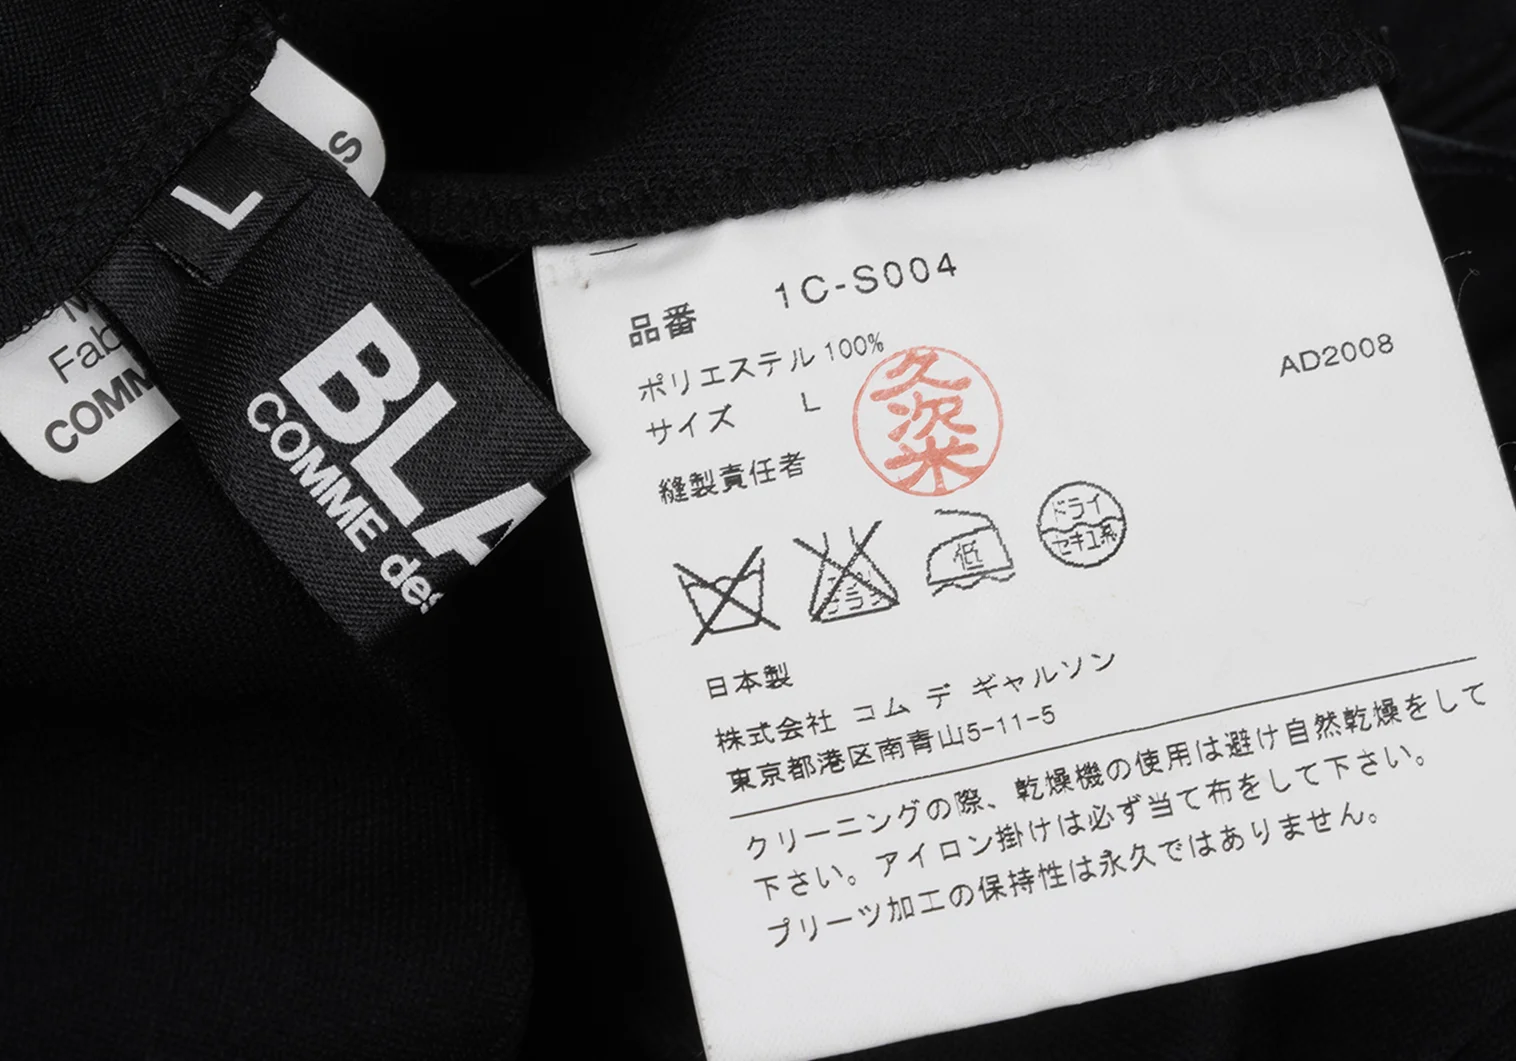 L
BLA
COMME des
Fab
COMM
品番 1C-S004
ポリエステル 100%
サイズ L
AD2008
縫製責任者
久次米
低
ドライ
セキユ系
日本製
株式会社 コム デ ギャルソン
東京都港区南青山5-11-5
クリーニングの際、乾燥機の使用は避け自然乾燥をして
下さい。アイロン掛けは必ず当て布をして下さい。
プリーツ加工の保持性は永久ではありません。